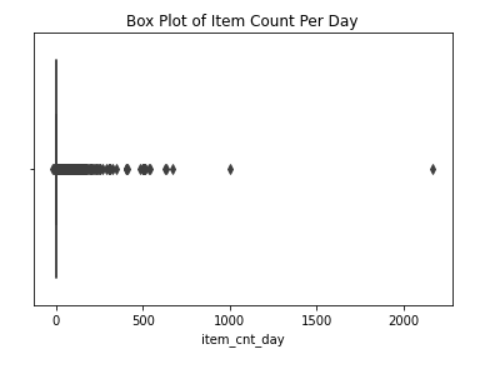 Box Plot of Item Count Per Day
0 500 1000 1500 2000
item_cnt_day